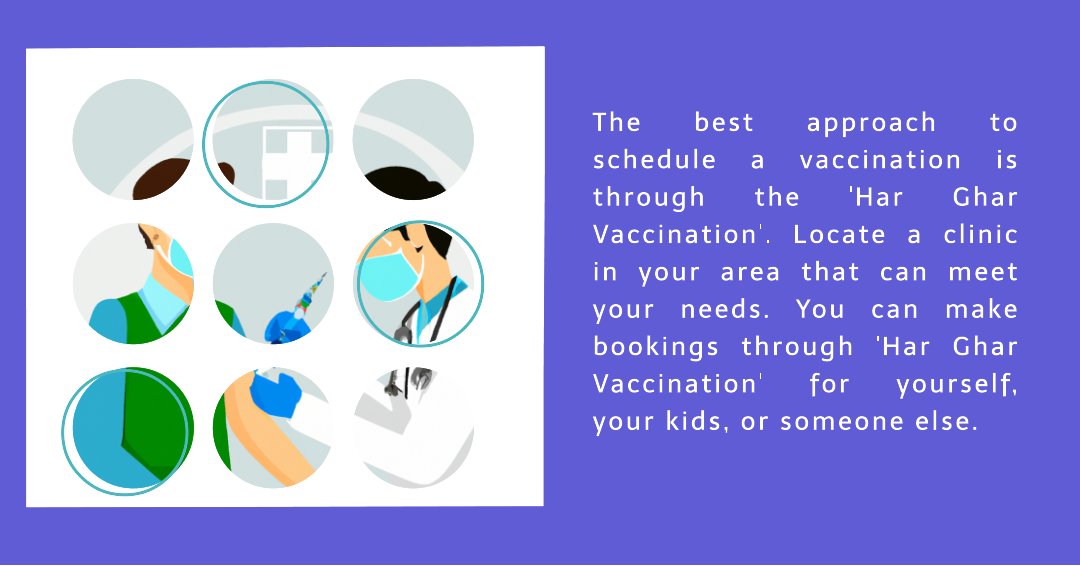 The best approach to
schedule a vaccination is
through the 'Har Ghar
Vaccination'. Locate a clinic
in your area that can meet
your needs. You can make
bookings through 'Har Ghar
Vaccination' for yourself,
your kids, or someone else.